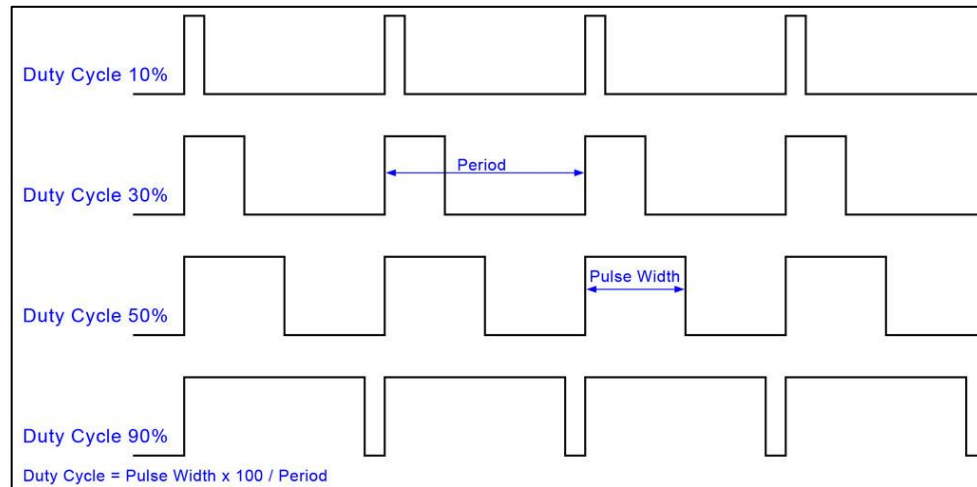 Duty Cycle 10%
Period
Duty Cycle 30%
Pulse Width
Duty Cycle 50%
Duty Cycle 90%
Duty Cycle = Pulse Width x 100 / Period